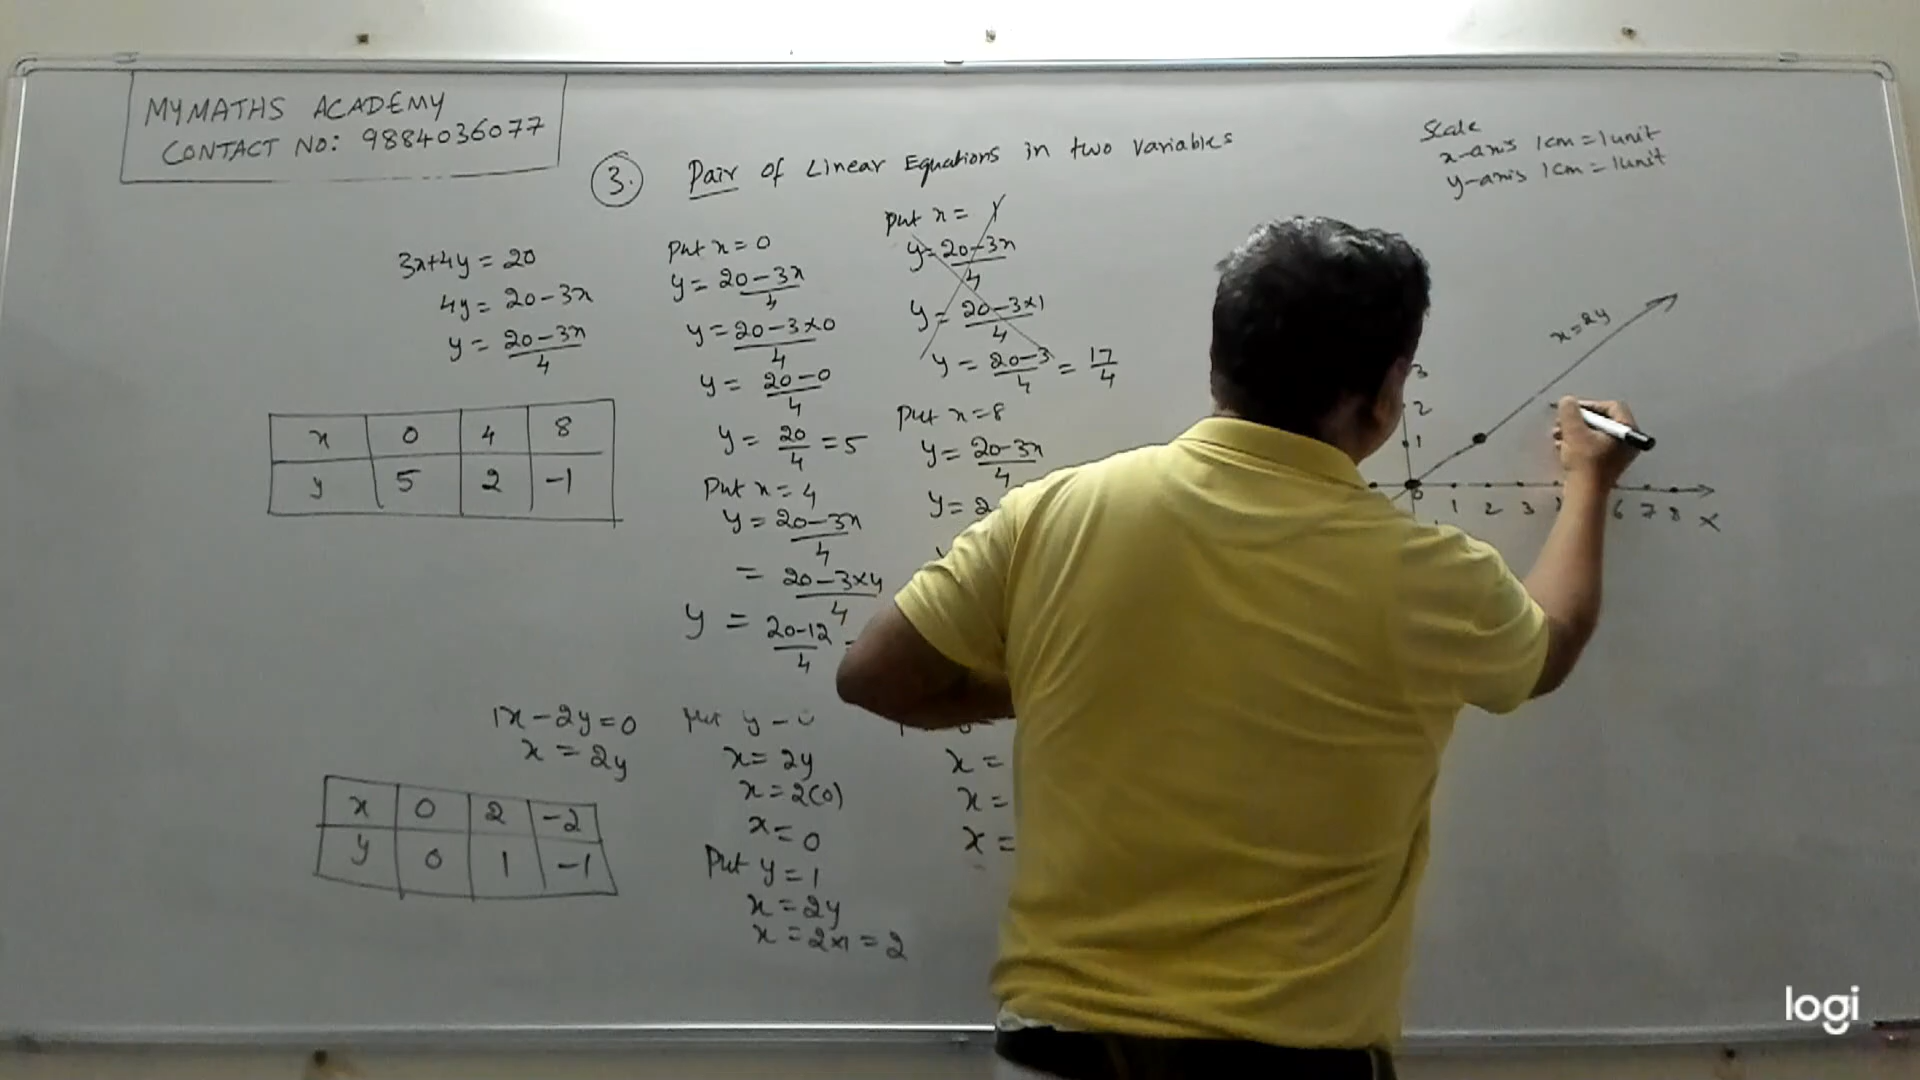 MYMATHS ACADEMY
CONTACT NO: 9884036077
3. Pair of Linear Equations in two variables
Scale
x-axis 1cm = 1unit
y-axis 1cm = 1unit
3x+4y = 20
4y = 20-3x
y = 20-3x/4
x 0 4 8
y 5 2 -1
Put x = 0
y = 20-3x/4
y = 20-3×0/4
y = 20-0/4
y = 20/4 = 5
Put x = 4
y = 20-3x/4
= 20-3×4/4
y = 20-12/4
Put x = 1
y = 20-3x/4
y = 20-3×1/4
y = 20-3/4 = 17/4
Put x = 8
y = 20-3x/4
y = 2
1x - 2y = 0
x = 2y
x 0 2 -2
y 0 1 -1
x = 2y
x = 2(0)
x = 0
Put y = 1
x = 2y
x = 2×1 = 2
x =
x =
x =
x = 2y
3
2
1
0 1 2 3 6 7 8 X
logi